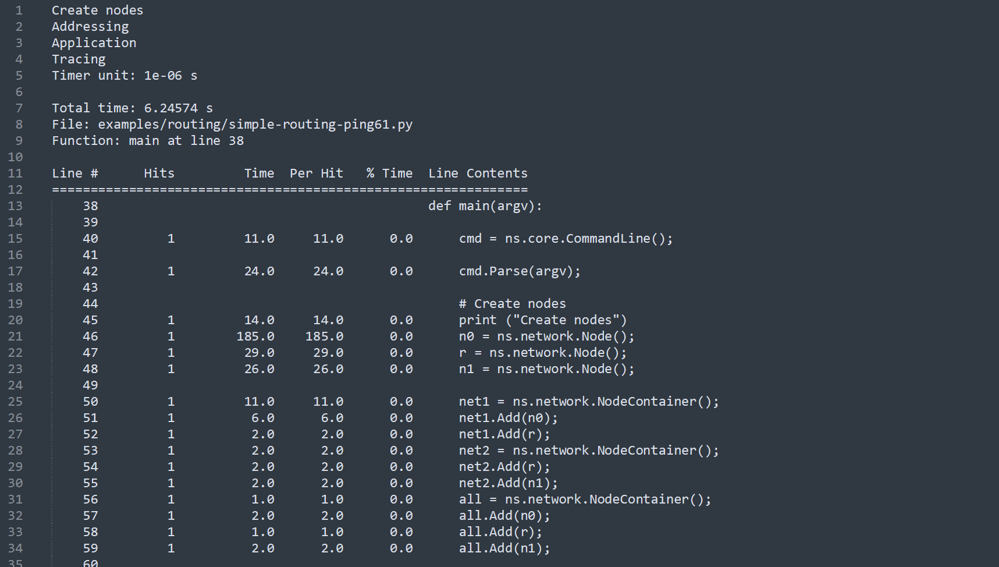 1 Create nodes
2 Addressing
3 Application
4 Tracing
5 Timer unit: 1e-06 s
6
7 Total time: 6.24574 s
8 File: examples/routing/simple-routing-ping61.py
9 Function: main at line 38
10
11 Line # Hits Time Per Hit % Time Line Contents
12 ==============================================================
13 38 def main(argv):
14 39
15 40 1 11.0 11.0 0.0 cmd = ns.core.CommandLine();
16 41
17 42 1 24.0 24.0 0.0 cmd.Parse(argv);
18 43
19 44 # Create nodes
20 45 1 14.0 14.0 0.0 print ("Create nodes")
21 46 1 185.0 185.0 0.0 n0 = ns.network.Node();
22 47 1 29.0 29.0 0.0 r = ns.network.Node();
23 48 1 26.0 26.0 0.0 n1 = ns.network.Node();
24 49
25 50 1 11.0 11.0 0.0 net1 = ns.network.NodeContainer();
26 51 1 6.0 6.0 0.0 net1.Add(n0);
27 52 1 2.0 2.0 0.0 net1.Add(r);
28 53 1 2.0 2.0 0.0 net2 = ns.network.NodeContainer();
29 54 1 2.0 2.0 0.0 net2.Add(r);
30 55 1 2.0 2.0 0.0 net2.Add(n1);
31 56 1 1.0 1.0 0.0 all = ns.network.NodeContainer();
32 57 1 2.0 2.0 0.0 all.Add(n0);
33 58 1 1.0 1.0 0.0 all.Add(r);
34 59 1 2.0 2.0 0.0 all.Add(n1);
35 60